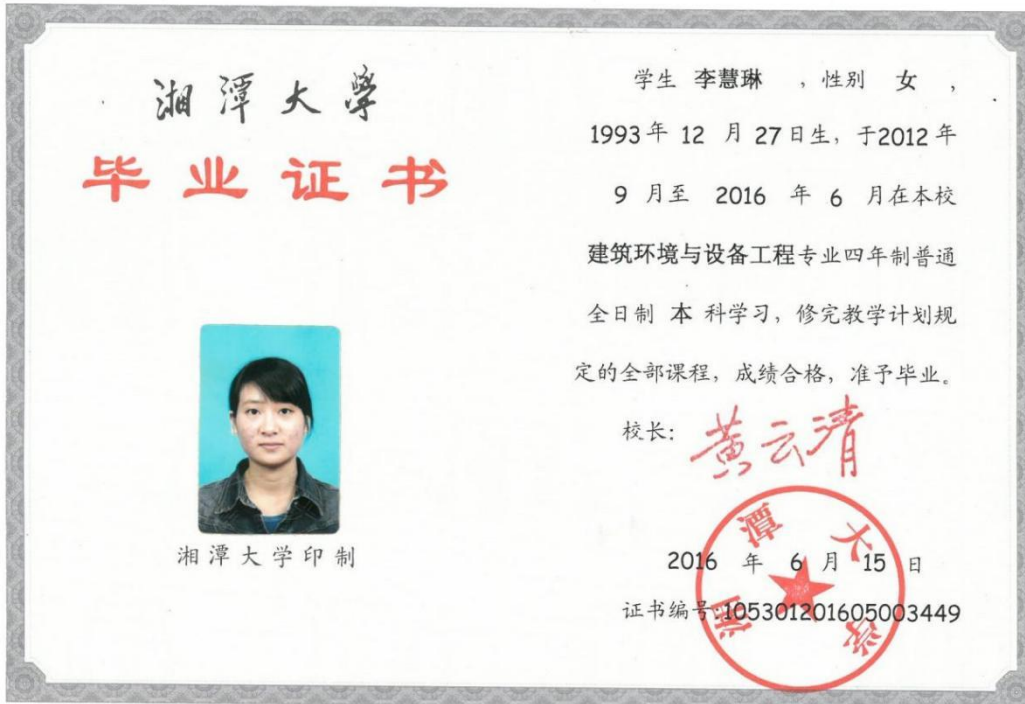 湘潭大學
毕业证书
湘潭大学印制
学生 李慧琳 ，性别 女 ，
1993年 12 月 27日生，于2012年
9 月至 2016 年 6 月在本校
建筑环境与设备工程专业四年制普通
全日制 本 科学习，修完教学计划规
定的全部课程，成绩合格，准予毕业。
校长：黄云清
2016 年 6 月 15 日
证书编号:105301201605003449
湘潭大学